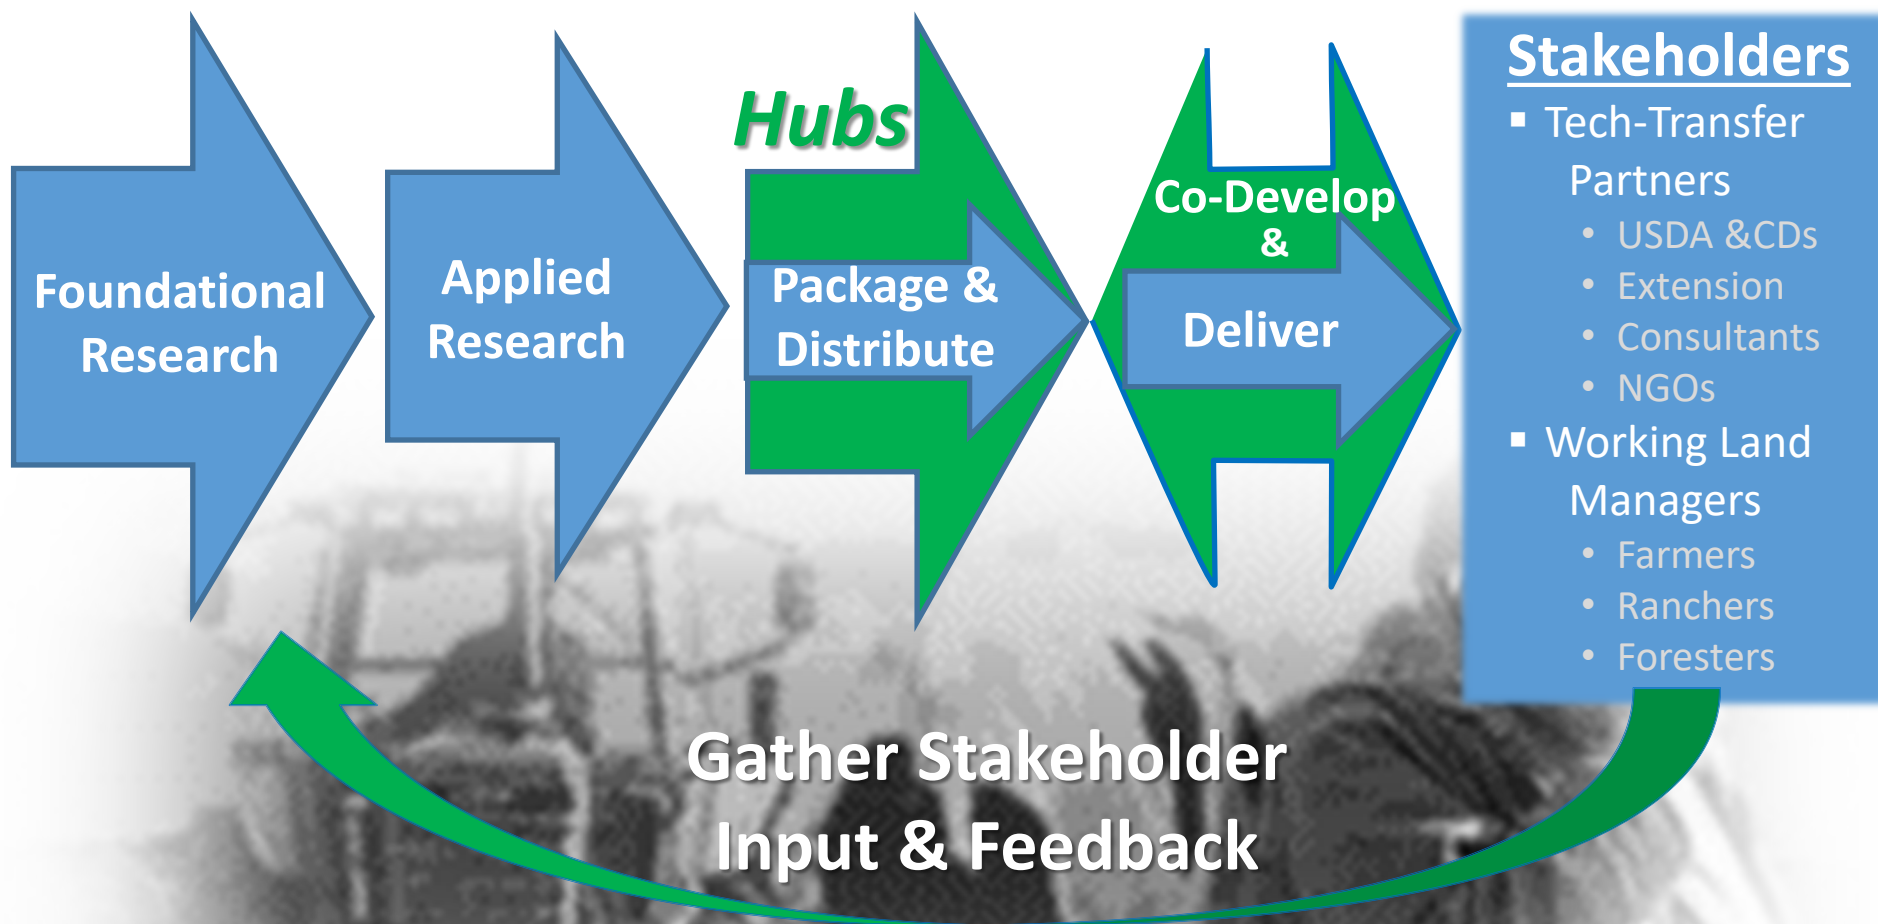 Foundational
Research
Applied
Research
Hubs
Package &
Distribute
Co-Develop
&
Deliver
Stakeholders
▪ Tech-Transfer
Partners
• USDA &CDs
• Extension
• Consultants
• NGOs
▪ Working Land
Managers
• Farmers
• Ranchers
• Foresters
Gather Stakeholder
Input & Feedback